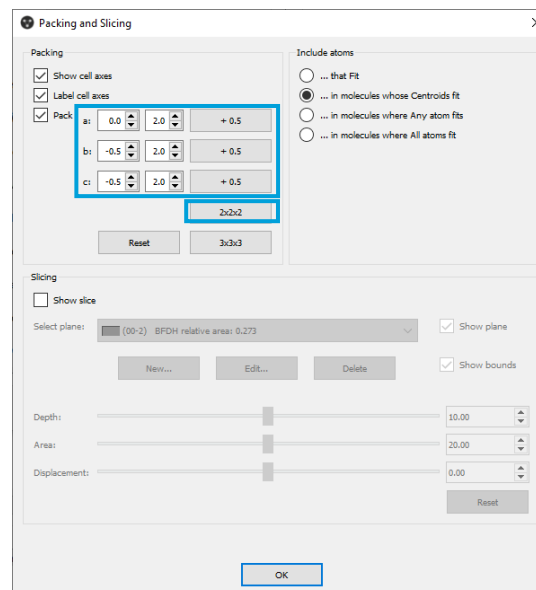 Packing and Slicing
Packing
Show cell axes
Label cell axes
Pack a: 0.0 2.0 + 0.5
b: -0.5 2.0 + 0.5
c: -0.5 2.0 + 0.5
2x2x2
Reset 3x3x3
Include atoms
... that Fit
... in molecules whose Centroids fit
... in molecules where Any atom fits
... in molecules where All atoms fit
Slicing
Show slice
Select plane: (00-2) BFDH relative area: 0.273 Show plane
New... Edit... Delete Show bounds
Depth: 10.00
Area: 20.00
Displacement: 0.00
Reset
OK